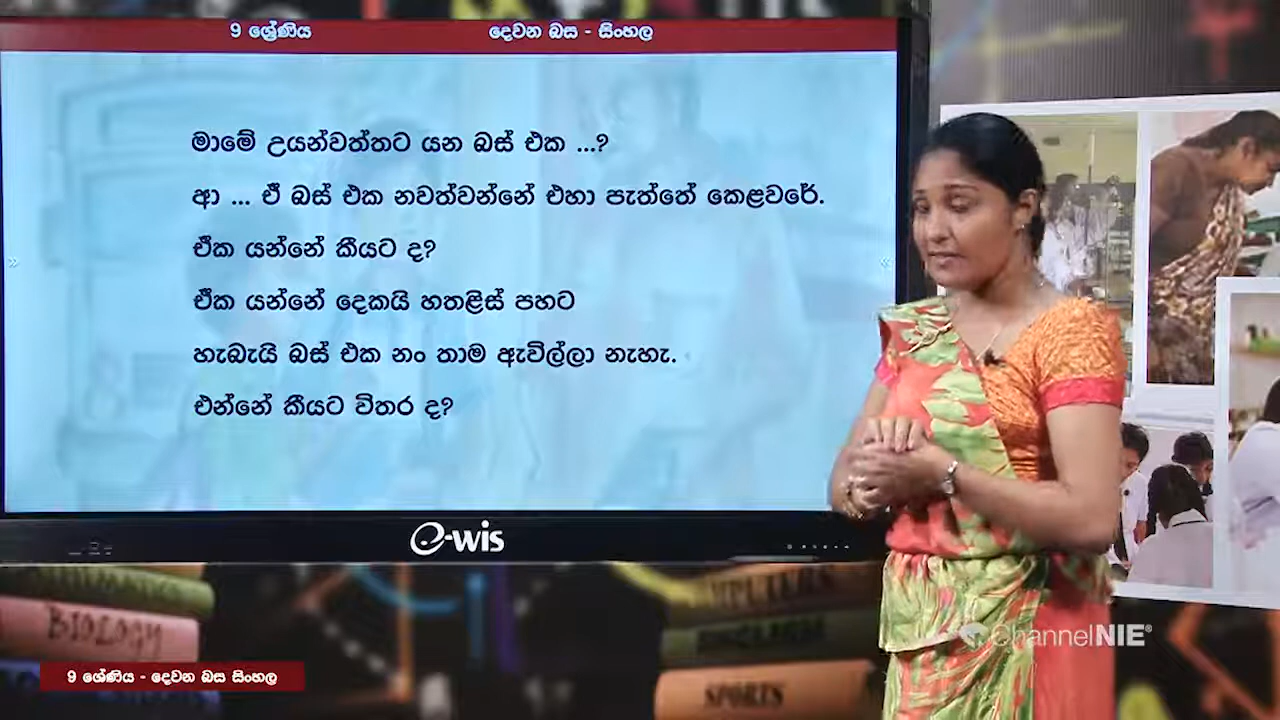 9 ශ්‍රේණිය
දෙවන බස - සිංහල
මාමේ උයන්වත්තට යන බස් එක ...?
ආ ... ඒ බස් එක නවත්වන්නේ එහා පැත්තේ කෙළවරේ.
ඒක යන්නේ කීයට ද?
ඒක යන්නේ දෙකයි හතළිස් පහට
හැබැයි බස් එක නං තාම ඇවිල්ලා නැහැ.
එන්නේ කීයට විතර ද?
e-wis
BIOLOGY
SPORTS
ChannelNIE®
9 ශ්‍රේණිය - දෙවන බස සිංහල